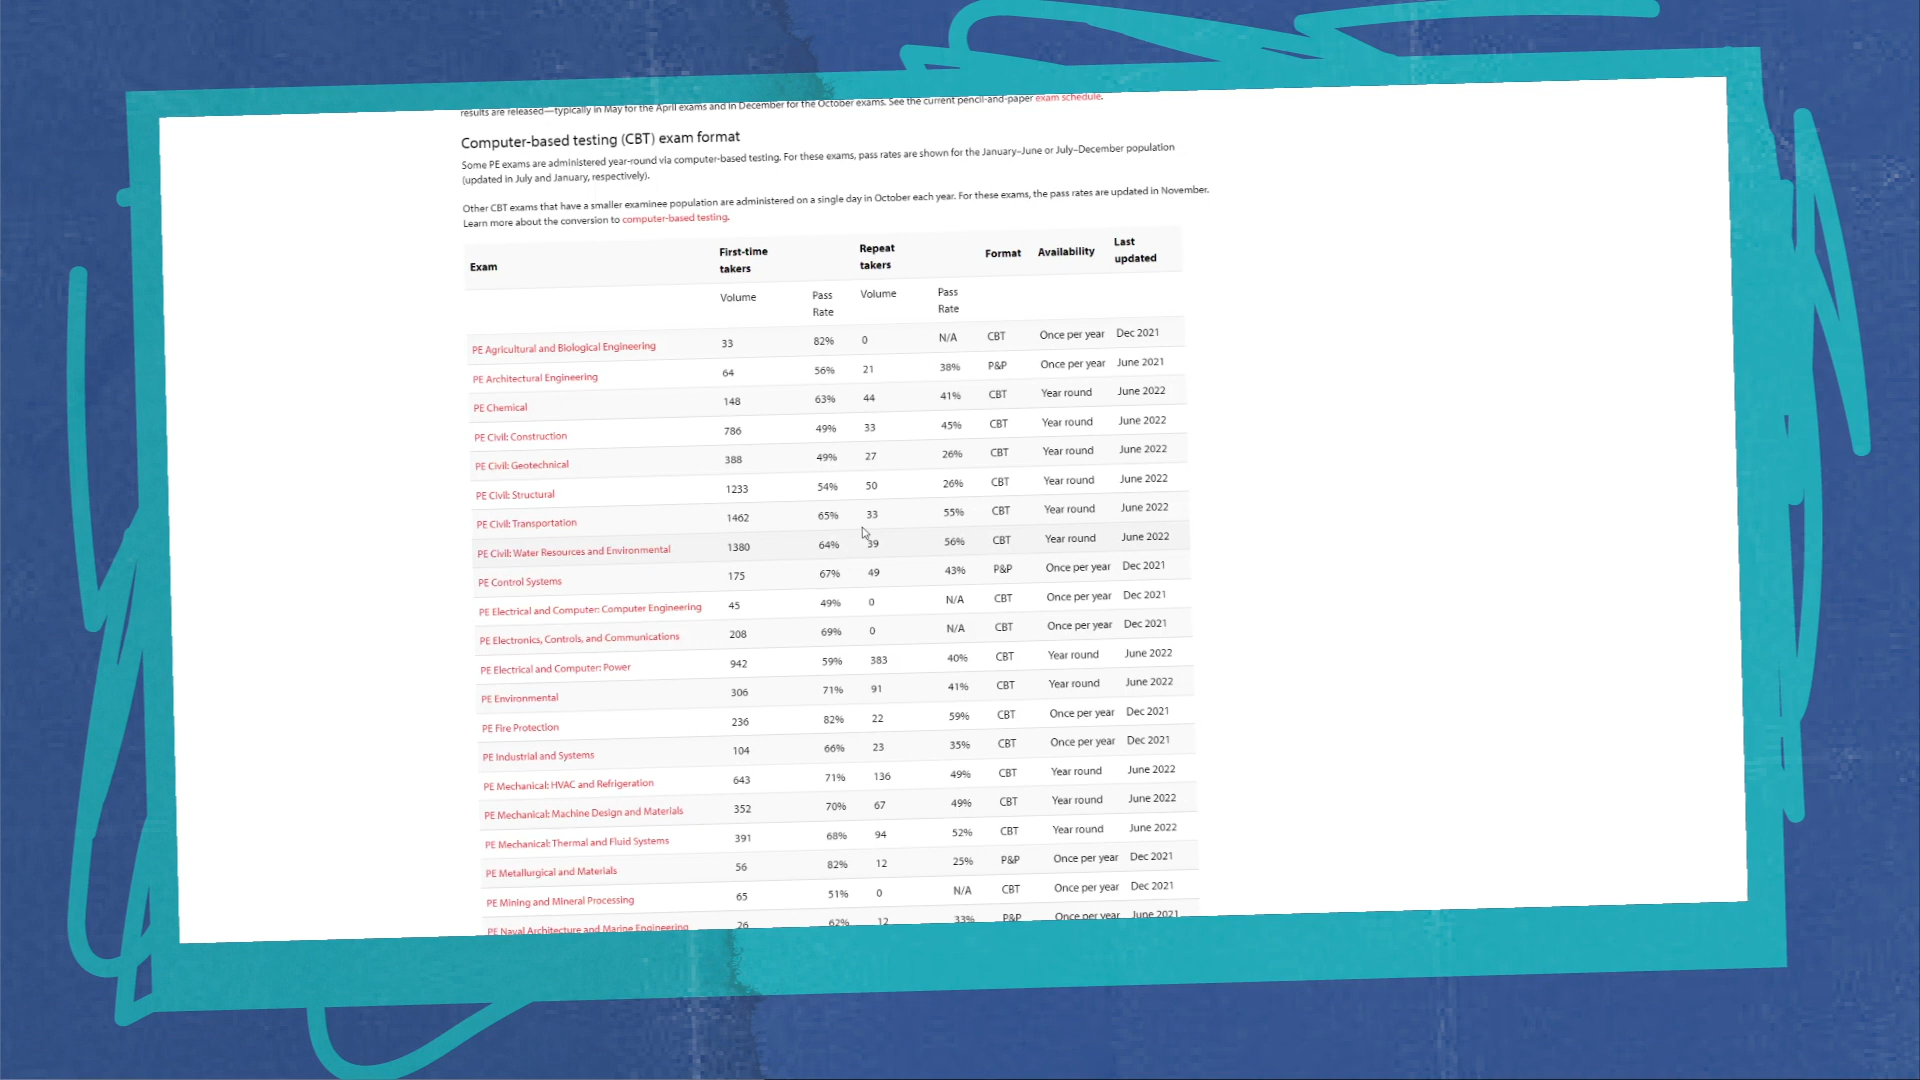 results are released—typically in May for the April exams and in December for the October exams. See the current pencil-and-paper exam schedule.
Computer-based testing (CBT) exam format
Some PE exams are administered year-round via computer-based testing. For these exams, pass rates are shown for the January–June or July–December population
(updated in July and January, respectively).
Other CBT exams that have a smaller examinee population are administered on a single day in October each year. For these exams, the pass rates are updated in November.
Learn more about the conversion to computer-based testing.
Exam First-time takers Repeat takers Format Availability Last updated
Volume Pass Rate Volume Pass Rate
PE Agricultural and Biological Engineering 33 82% 0 N/A CBT Once per year Dec 2021
PE Architectural Engineering 64 56% 21 38% P&P Once per year June 2021
PE Chemical 148 63% 44 41% CBT Year round June 2022
PE Civil: Construction 786 49% 33 45% CBT Year round June 2022
PE Civil: Geotechnical 388 49% 27 26% CBT Year round June 2022
PE Civil: Structural 1233 54% 50 26% CBT Year round June 2022
PE Civil: Transportation 1462 65% 33 55% CBT Year round June 2022
PE Civil: Water Resources and Environmental 1380 64% 39 56% CBT Year round June 2022
PE Control Systems 175 67% 49 43% P&P Once per year Dec 2021
PE Electrical and Computer: Computer Engineering 45 49% 0 N/A CBT Once per year Dec 2021
PE Electronics, Controls, and Communications 208 69% 0 N/A CBT Once per year Dec 2021
PE Electrical and Computer: Power 942 59% 383 40% CBT Year round June 2022
PE Environmental 306 71% 91 41% CBT Year round June 2022
PE Fire Protection 236 82% 22 59% CBT Once per year Dec 2021
PE Industrial and Systems 104 66% 23 35% CBT Once per year Dec 2021
PE Mechanical: HVAC and Refrigeration 643 71% 136 49% CBT Year round June 2022
PE Mechanical: Machine Design and Materials 352 70% 67 49% CBT Year round June 2022
PE Mechanical: Thermal and Fluid Systems 391 68% 94 52% CBT Year round June 2022
PE Metallurgical and Materials 56 82% 12 25% P&P Once per year Dec 2021
PE Mining and Mineral Processing 65 51% 0 N/A CBT Once per year Dec 2021
PE Naval Architecture and Marine Engineering 26 62% 12 33% P&P Once per year June 2021